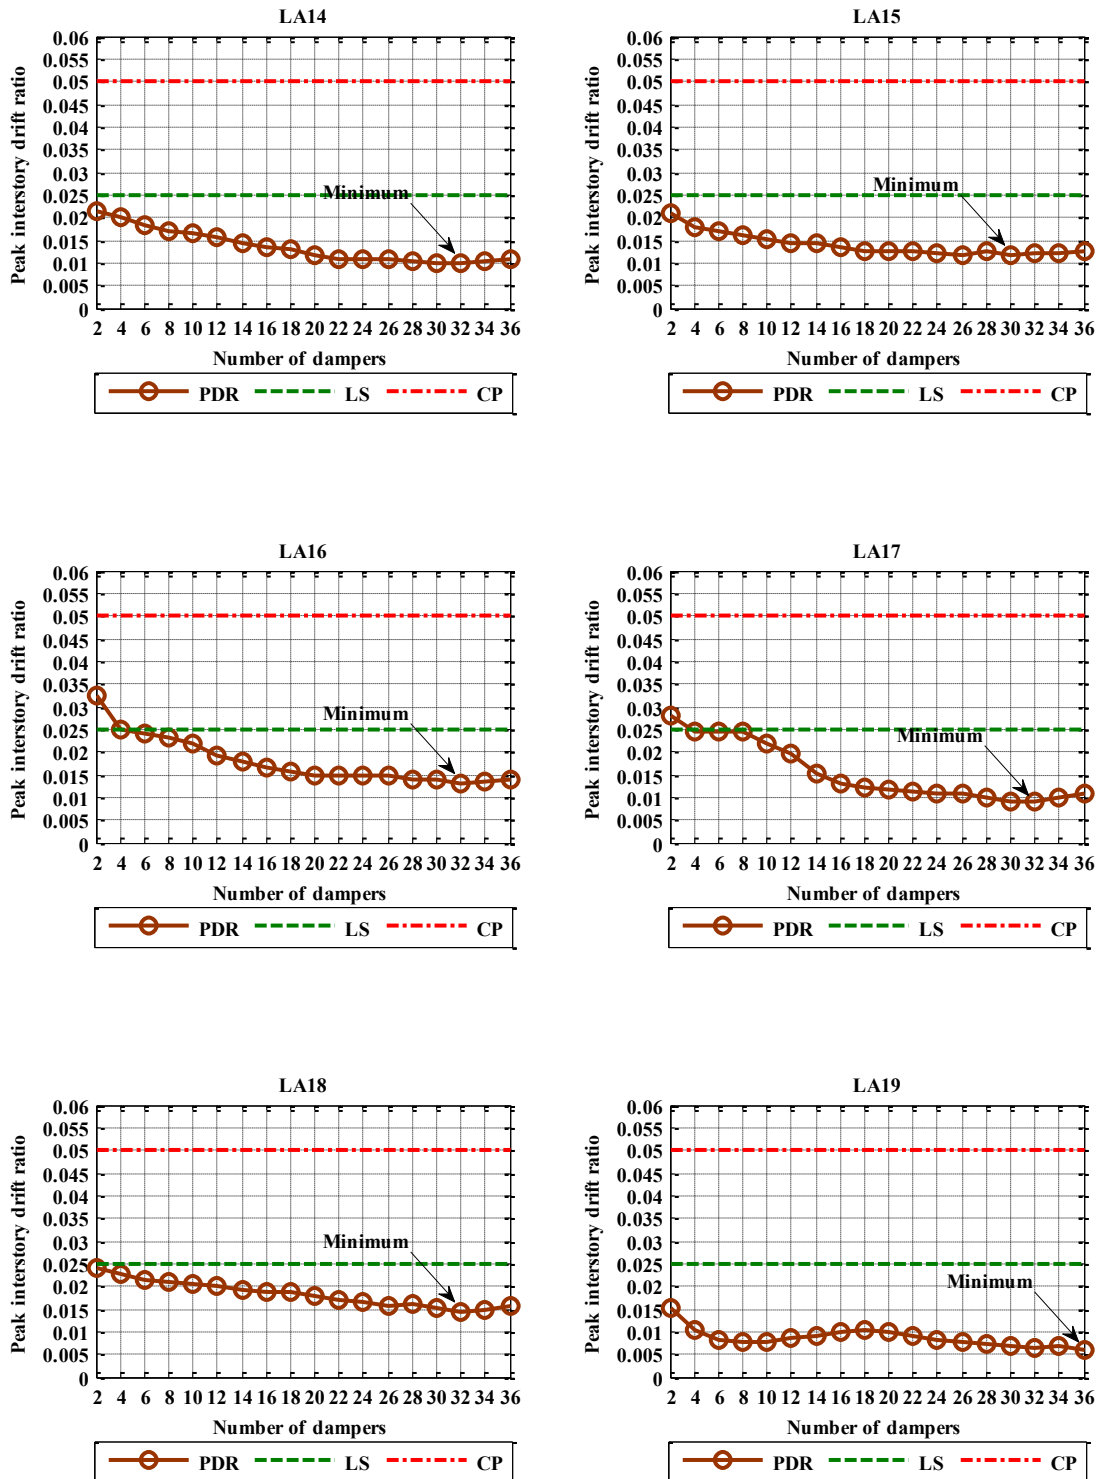 LA14
Peak interstory drift ratio
0.06
0.055
0.05
0.045
0.04
0.035
0.03
0.025
0.02
0.015
0.01
0.005
0
Minimum
2 4 6 8 10 12 14 16 18 20 22 24 26 28 30 32 34 36
Number of dampers
PDR LS CP
LA15
Peak interstory drift ratio
0.06
0.055
0.05
0.045
0.04
0.035
0.03
0.025
0.02
0.015
0.01
0.005
0
Minimum
2 4 6 8 10 12 14 16 18 20 22 24 26 28 30 32 34 36
Number of dampers
PDR LS CP
LA16
Peak interstory drift ratio
0.06
0.055
0.05
0.045
0.04
0.035
0.03
0.025
0.02
0.015
0.01
0.005
0
Minimum
2 4 6 8 10 12 14 16 18 20 22 24 26 28 30 32 34 36
Number of dampers
PDR LS CP
LA17
Peak interstory drift ratio
0.06
0.055
0.05
0.045
0.04
0.035
0.03
0.025
0.02
0.015
0.01
0.005
0
Minimum
2 4 6 8 10 12 14 16 18 20 22 24 26 28 30 32 34 36
Number of dampers
PDR LS CP
LA18
Peak interstory drift ratio
0.06
0.055
0.05
0.045
0.04
0.035
0.03
0.025
0.02
0.015
0.01
0.005
0
Minimum
2 4 6 8 10 12 14 16 18 20 22 24 26 28 30 32 34 36
Number of dampers
PDR LS CP
LA19
Peak interstory drift ratio
0.06
0.055
0.05
0.045
0.04
0.035
0.03
0.025
0.02
0.015
0.01
0.005
0
Minimum
2 4 6 8 10 12 14 16 18 20 22 24 26 28 30 32 34 36
Number of dampers
PDR LS CP